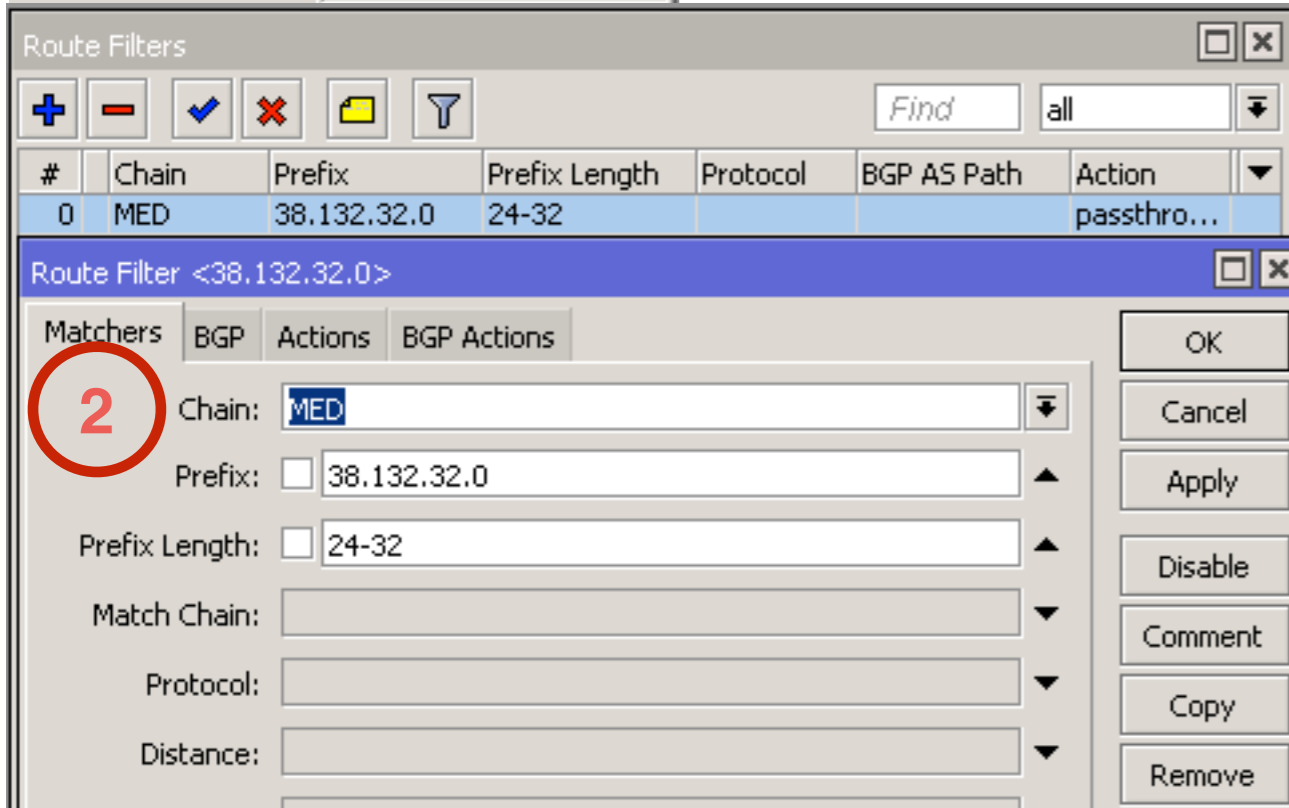 Route Filters
Find all
# Chain Prefix Prefix Length Protocol BGP AS Path Action
0 MED 38.132.32.0 24-32 passthro...
Route Filter <38.132.32.0>
Matchers BGP Actions BGP Actions
OK
2 Chain: MED
Cancel
Prefix: 38.132.32.0
Apply
Prefix Length: 24-32
Disable
Match Chain:
Comment
Protocol:
Copy
Distance:
Remove